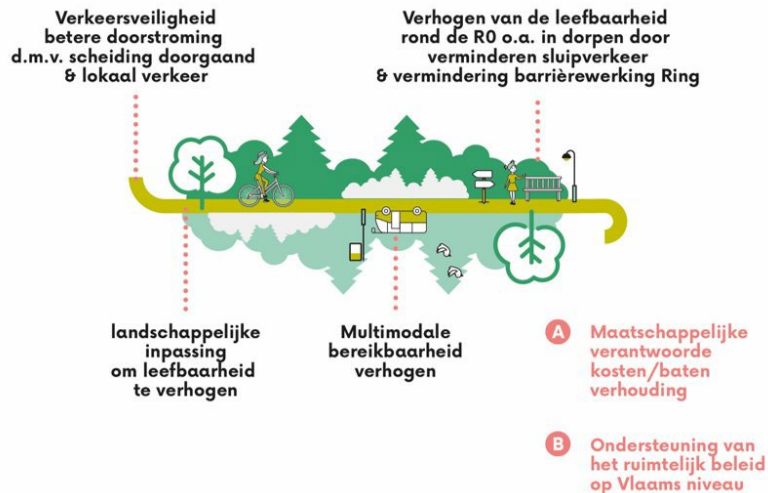 Verkeersveiligheid
betere doorstroming
d.m.v. scheiding doorgaand
& lokaal verkeer
Verhogen van de leefbaarheid
rond de R0 o.a. in dorpen door
verminderen sluipverkeer
& vermindering barrièrewerking Ring
landschappelijke
inpassing
om leefbaarheid
te verhogen
Multimodale
bereikbaarheid
verhogen
A Maatschappelijke
verantwoorde
kosten/baten
verhouding
B Ondersteuning van
het ruimtelijk beleid
op Vlaams niveau